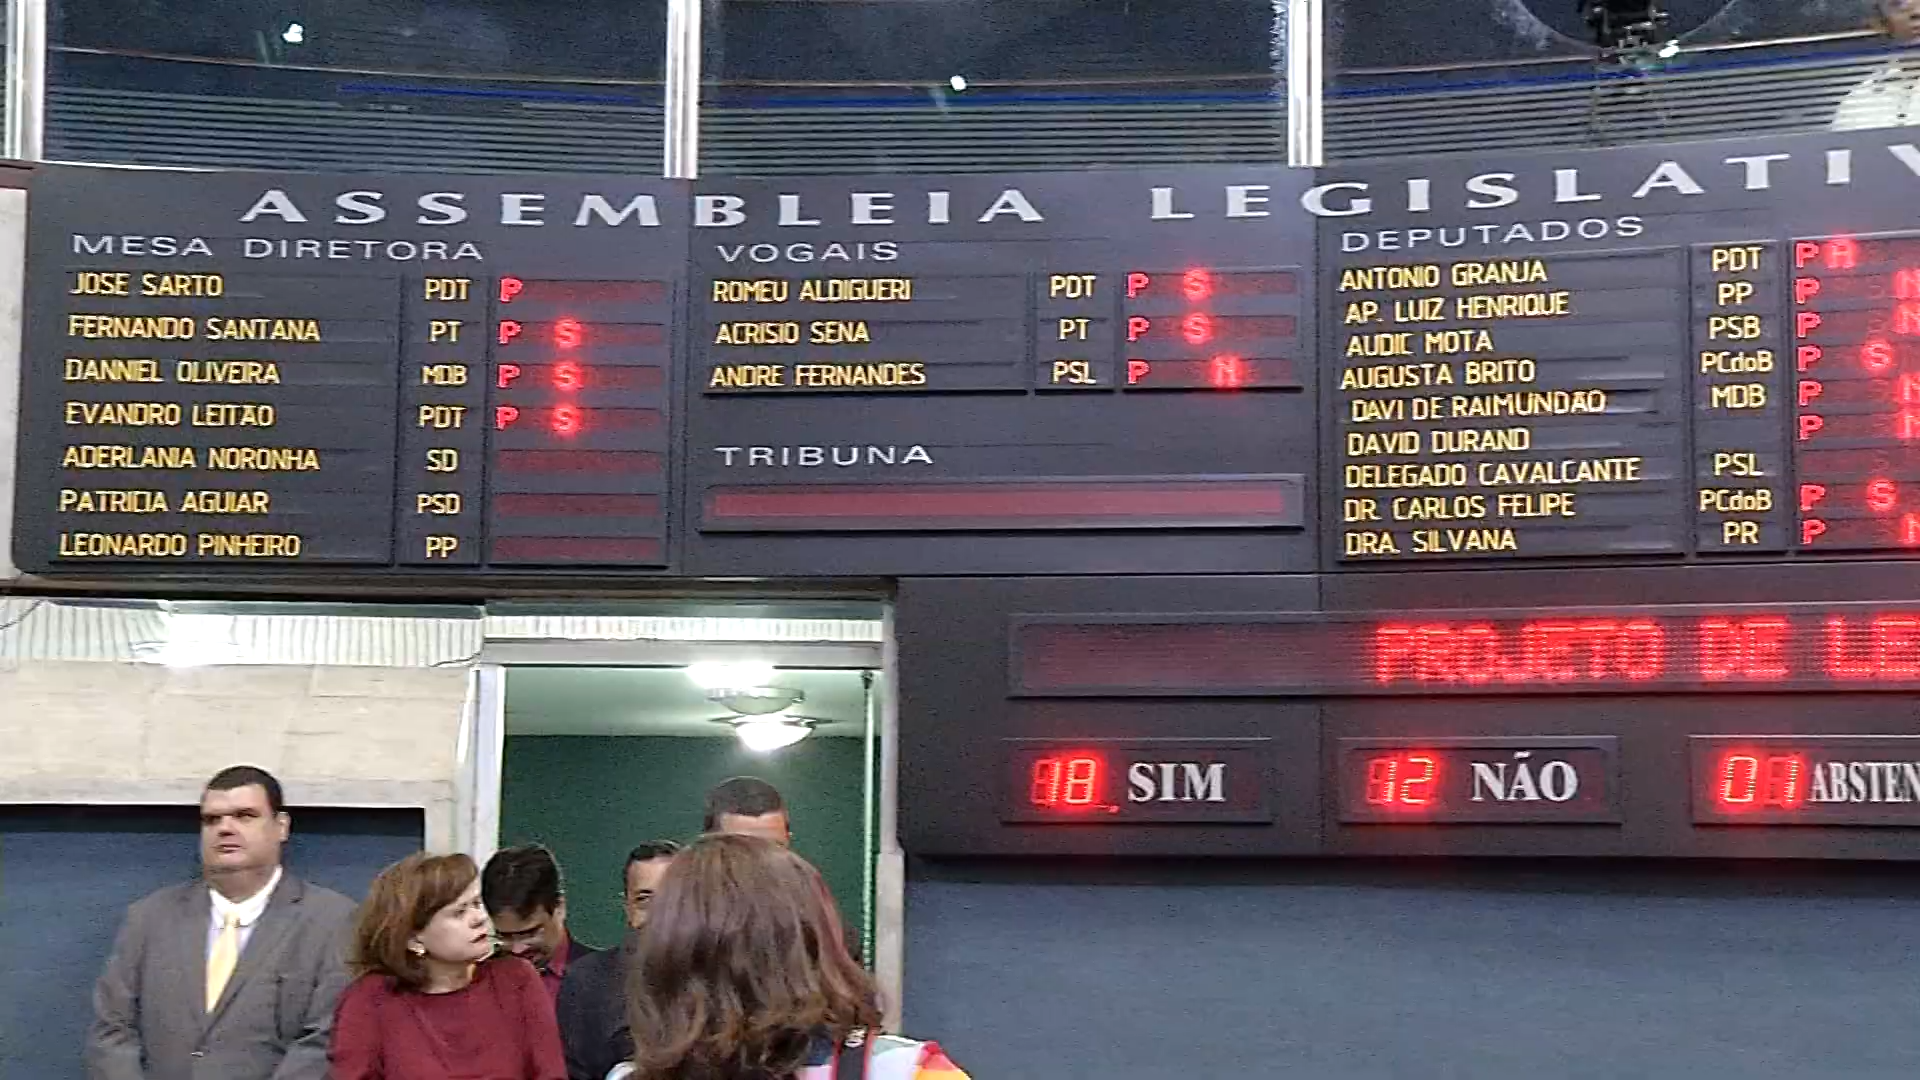 ASSEMBLEIA LEGISLATIV
MESA DIRETORA
JOSE SARTO PDT P
FERNANDO SANTANA PT P S
DANNIEL OLIVEIRA MDB P S
EVANDRO LEITÃO PDT P S
ADERLANIA NORONHA SD
PATRICIA AGUIAR PSD
LEONARDO PINHEIRO PP
VOGAIS
ROMEU ALDIGUERI PDT P S
ACRISIO SENA PT P S
ANDRE FERNANDES PSL P N
TRIBUNA
DEPUTADOS
ANTONIO GRANJA PDT P A
AP. LUIZ HENRIQUE PP P N
AUDIC MOTA PSB P N
AUGUSTA BRITO PCdoB P S
DAVI DE RAIMUNDÃO MDB P N
DAVID DURAND P N
DELEGADO CAVALCANTE PSL
DR. CARLOS FELIPE PCdoB P S
DRA. SILVANA PR P N
PROJETO DE LE
18 SIM
12 NÃO
01 ABSTEN